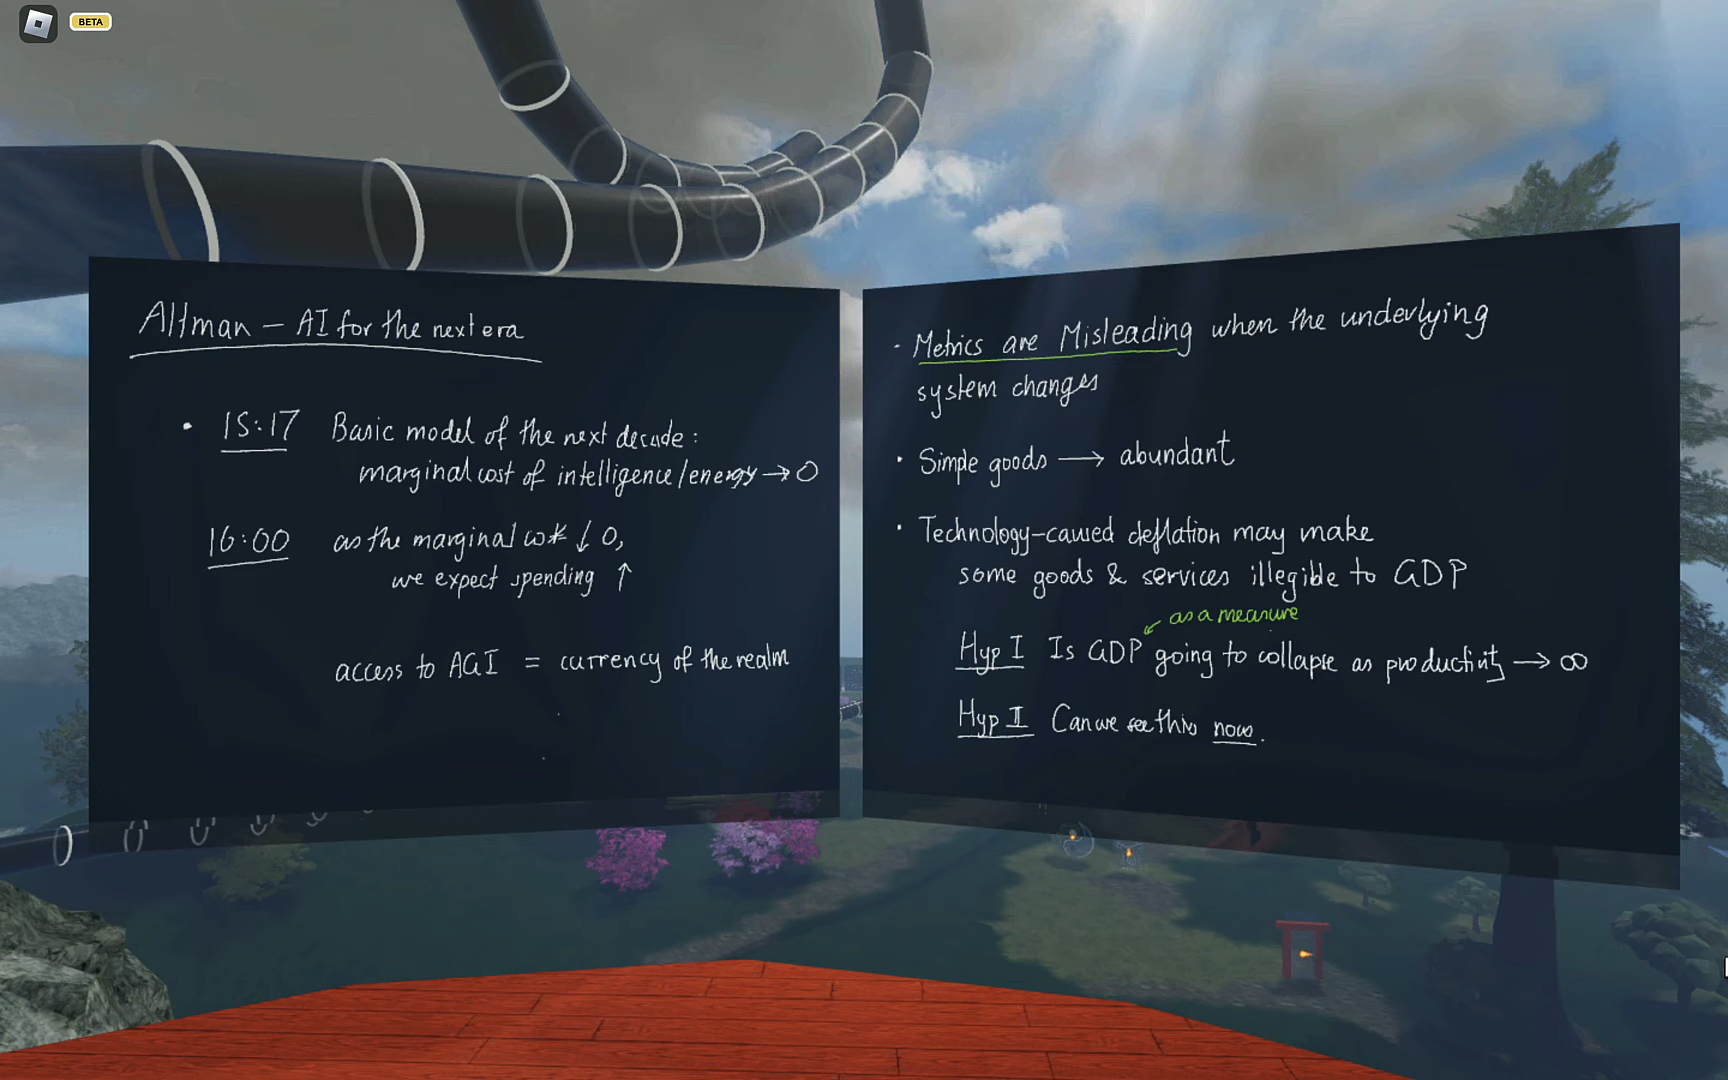 BETA
Altman – AI for the next era
• 15:17 Basic model of the next decade:
marginal cost of intelligence/energy → 0
16:00 as the marginal cost ↓ 0,
we expect spending ↑
access to AGI = currency of the realm
- Metrics are Misleading when the underlying
system changes
• Simple goods → abundant
• Technology-caused deflation may make
some goods & services illegible to GDP
↙ as a measure
Hyp I Is GDP going to collapse as productivity → ∞
Hyp II Can we see this now.